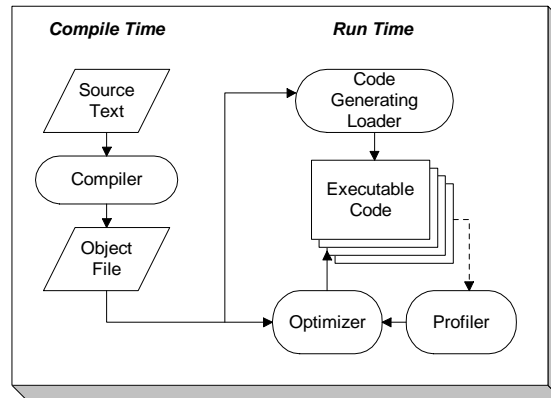 Compile Time
Run Time
Source
Text
Compiler
Object
File
Code
Generating
Loader
Executable
Code
Optimizer
Profiler